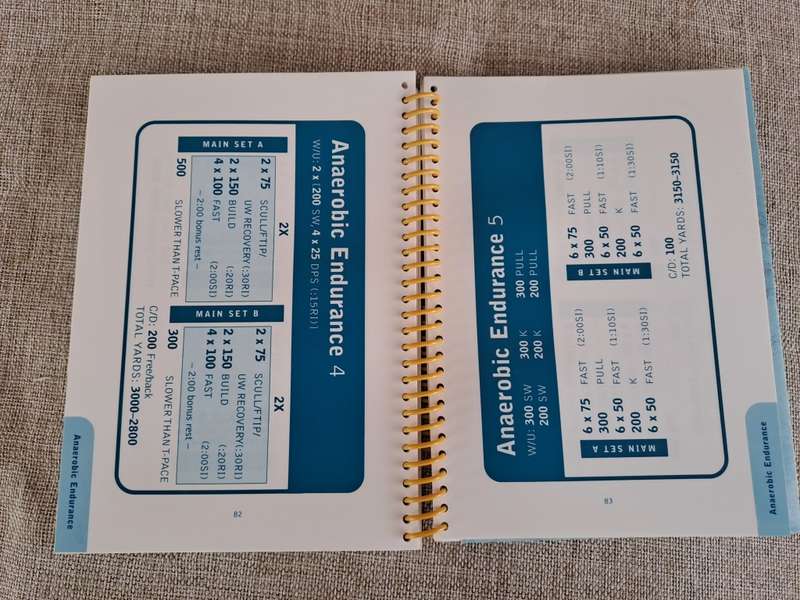 Anaerobic Endurance 4
W/U: 2 x [200 SW, 4 x 25 DPS (:15RI)]
MAIN SET A
2X
2 x 75 SCULL/FTIP/
UW RECOVERY(:30RI)
2 x 150 BUILD (:20RI)
4 x 100 FAST (2:00SI)
– 2:00 bonus rest –
500 SLOWER THAN T-PACE
MAIN SET B
2X
2 x 75 SCULL/FTIP/
UW RECOVERY(:30RI)
2 x 150 BUILD (:20RI)
4 x 100 FAST (2:00SI)
– 2:00 bonus rest –
300 SLOWER THAN T-PACE
C/D: 200 Free/back
TOTAL YARDS: 3000–2800
82
Anaerobic Endurance
Anaerobic Endurance 5
W/U: 300 SW 300 K 300 PULL
200 SW 200 K 200 PULL
MAIN SET A
6 x 75 FAST (2:00SI)
300 PULL
6 x 50 FAST (1:10SI)
200 K
6 x 50 FAST (1:30SI)
MAIN SET B
6 x 75 FAST (2:00SI)
300 PULL
6 x 50 FAST (1:10SI)
200 K
6 x 50 FAST (1:30SI)
C/D: 100
TOTAL YARDS: 3150–3150
83
Anaerobic Endurance